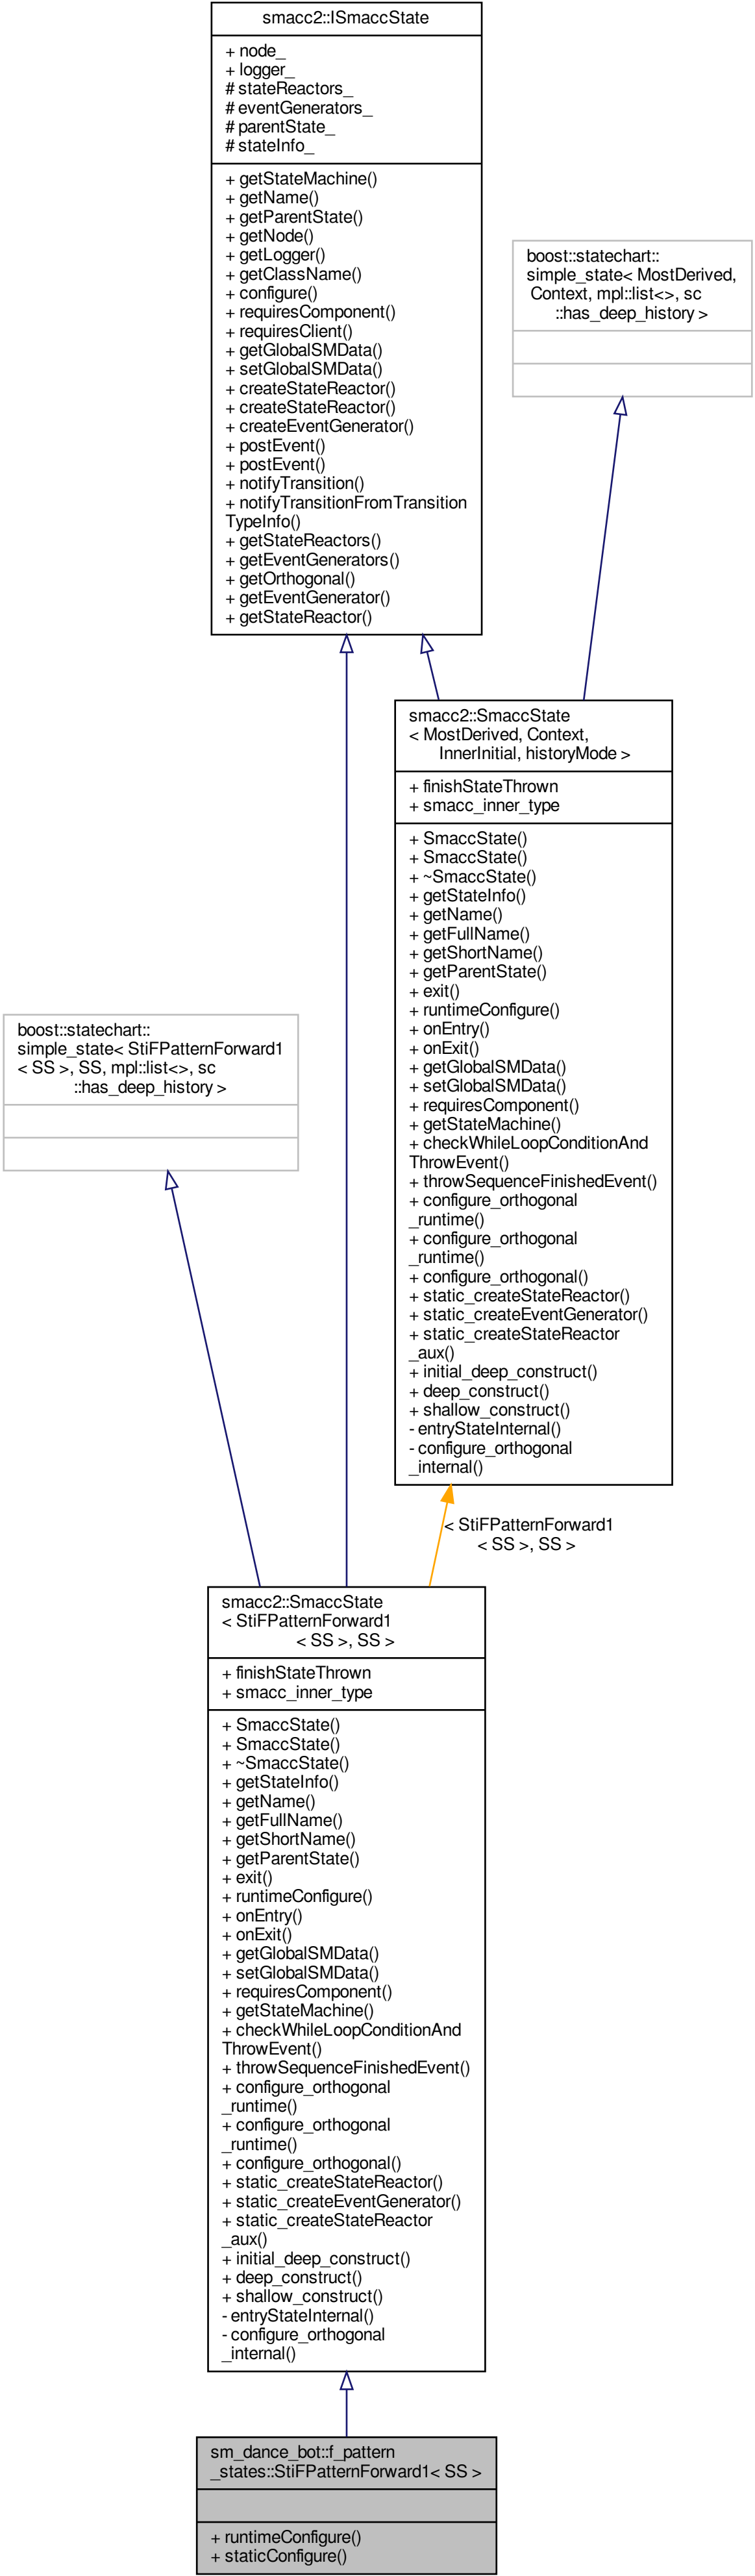 smacc2::ISmaccState
+ node_
+ logger_
# stateReactors_
# eventGenerators_
# parentState_
# stateInfo_
+ getStateMachine()
+ getName()
+ getParentState()
+ getNode()
+ getLogger()
+ getClassName()
+ configure()
+ requiresComponent()
+ requiresClient()
+ getGlobalSMData()
+ setGlobalSMData()
+ createStateReactor()
+ createStateReactor()
+ createEventGenerator()
+ postEvent()
+ postEvent()
+ notifyTransition()
+ notifyTransitionFromTransition
TypeInfo()
+ getStateReactors()
+ getEventGenerators()
+ getOrthogonal()
+ getEventGenerator()
+ getStateReactor()
boost::statechart::
simple_state< MostDerived,
Context, mpl::list<>, sc
::has_deep_history >
smacc2::SmaccState
< MostDerived, Context,
InnerInitial, historyMode >
+ finishStateThrown
+ smacc_inner_type
+ SmaccState()
+ SmaccState()
+ ~SmaccState()
+ getStateInfo()
+ getName()
+ getFullName()
+ getShortName()
+ getParentState()
+ exit()
+ runtimeConfigure()
+ onEntry()
+ onExit()
+ getGlobalSMData()
+ setGlobalSMData()
+ requiresComponent()
+ getStateMachine()
+ checkWhileLoopConditionAnd
ThrowEvent()
+ throwSequenceFinishedEvent()
+ configure_orthogonal
_runtime()
+ configure_orthogonal
_runtime()
+ configure_orthogonal()
+ static_createStateReactor()
+ static_createEventGenerator()
+ static_createStateReactor
_aux()
+ initial_deep_construct()
+ deep_construct()
+ shallow_construct()
- entryStateInternal()
- configure_orthogonal
_internal()
boost::statechart::
simple_state< StiFPatternForward1
< SS >, SS, mpl::list<>, sc
::has_deep_history >
< StiFPatternForward1
< SS >, SS >
smacc2::SmaccState
< StiFPatternForward1
< SS >, SS >
+ finishStateThrown
+ smacc_inner_type
+ SmaccState()
+ SmaccState()
+ ~SmaccState()
+ getStateInfo()
+ getName()
+ getFullName()
+ getShortName()
+ getParentState()
+ exit()
+ runtimeConfigure()
+ onEntry()
+ onExit()
+ getGlobalSMData()
+ setGlobalSMData()
+ requiresComponent()
+ getStateMachine()
+ checkWhileLoopConditionAnd
ThrowEvent()
+ throwSequenceFinishedEvent()
+ configure_orthogonal
_runtime()
+ configure_orthogonal
_runtime()
+ configure_orthogonal()
+ static_createStateReactor()
+ static_createEventGenerator()
+ static_createStateReactor
_aux()
+ initial_deep_construct()
+ deep_construct()
+ shallow_construct()
- entryStateInternal()
- configure_orthogonal
_internal()
sm_dance_bot::f_pattern
_states::StiFPatternForward1< SS >
+ runtimeConfigure()
+ staticConfigure()